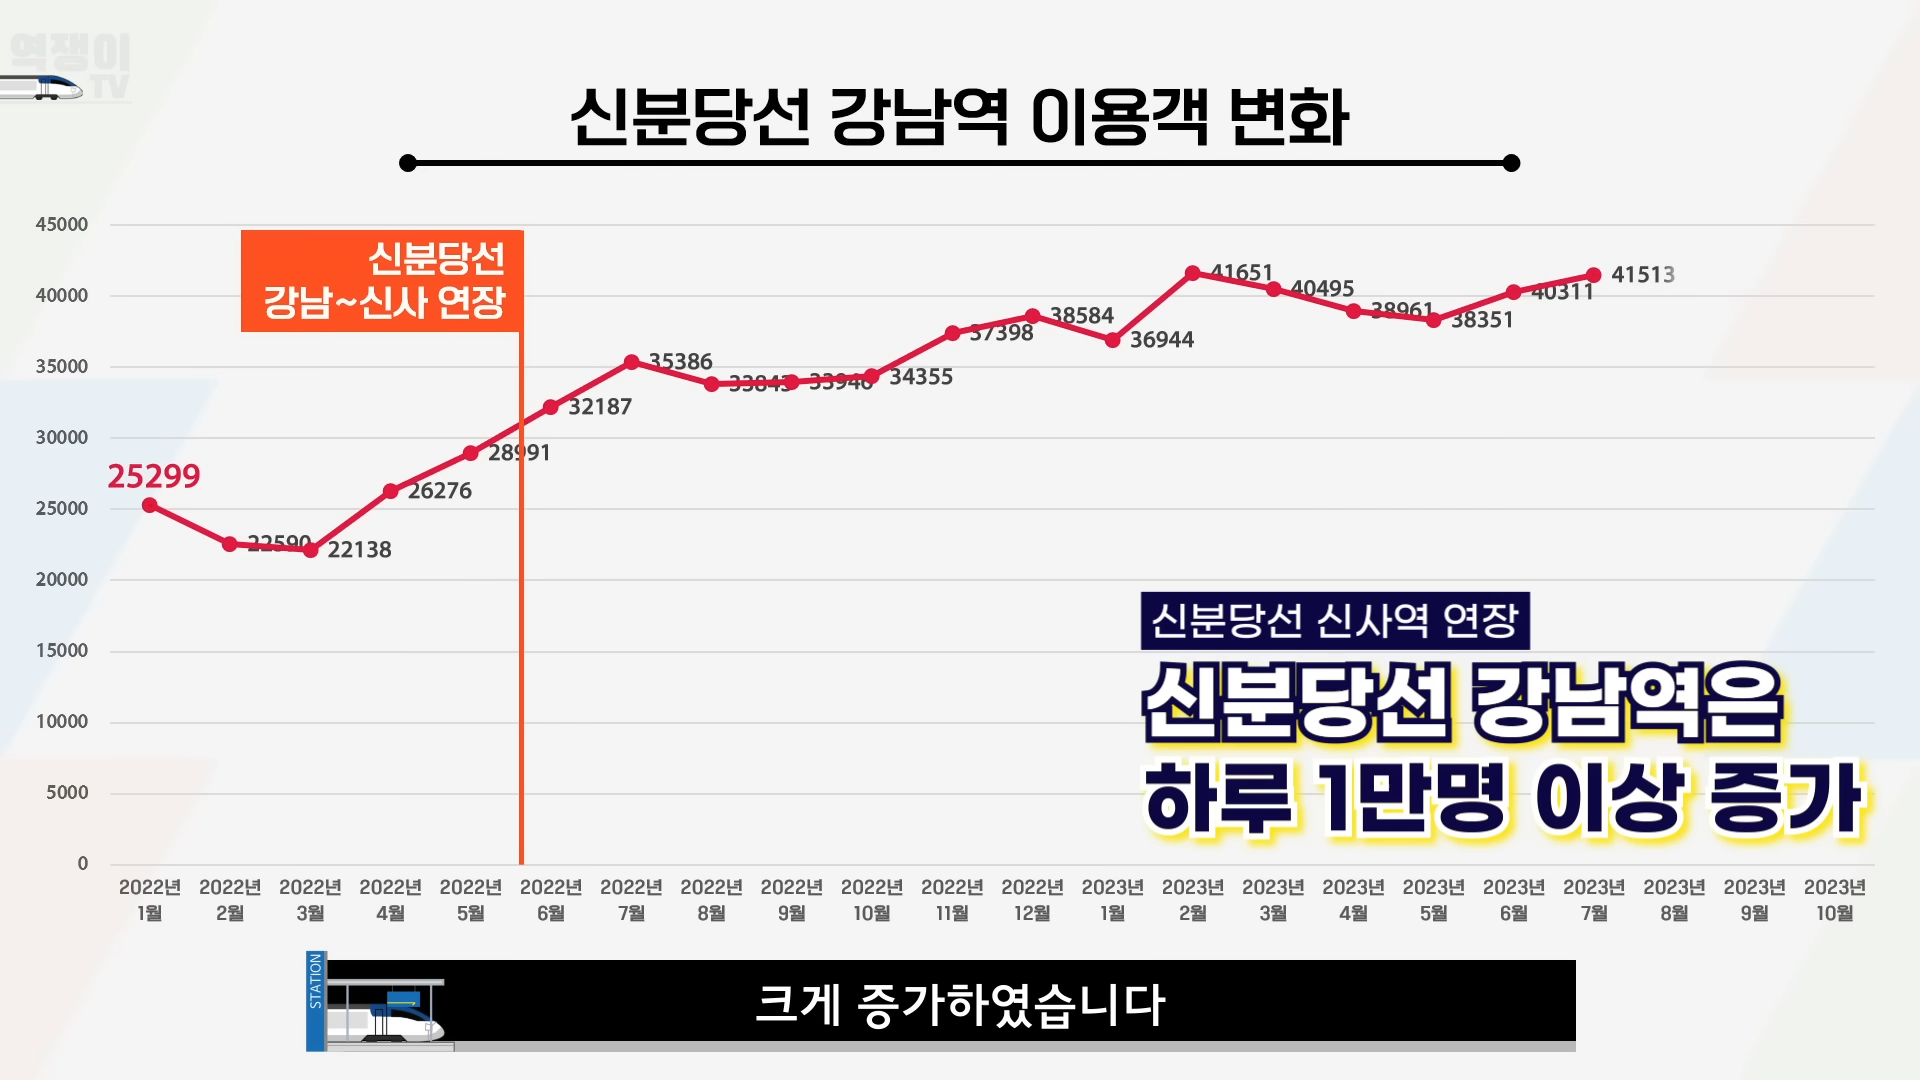 역쟁이
TV
신분당선 강남역 이용객 변화
45000
40000
35000
30000
25000
20000
15000
10000
5000
0
신분당선
강남~신사 연장
25299
22590
22138
26276
28991
32187
35386
33843
33946
34355
37398
38584
36944
41651
40495
38961
38351
40311
41513
신분당선 신사역 연장
신분당선 강남역은
하루 1만명 이상 증가
2022년 2022년 2022년 2022년 2022년 2022년 2022년 2022년 2022년 2022년 2022년 2022년 2023년 2023년 2023년 2023년 2023년 2023년 2023년 2023년 2023년 2023년
1월 2월 3월 4월 5월 6월 7월 8월 9월 10월 11월 12월 1월 2월 3월 4월 5월 6월 7월 8월 9월 10월
STATION
크게 증가하였습니다